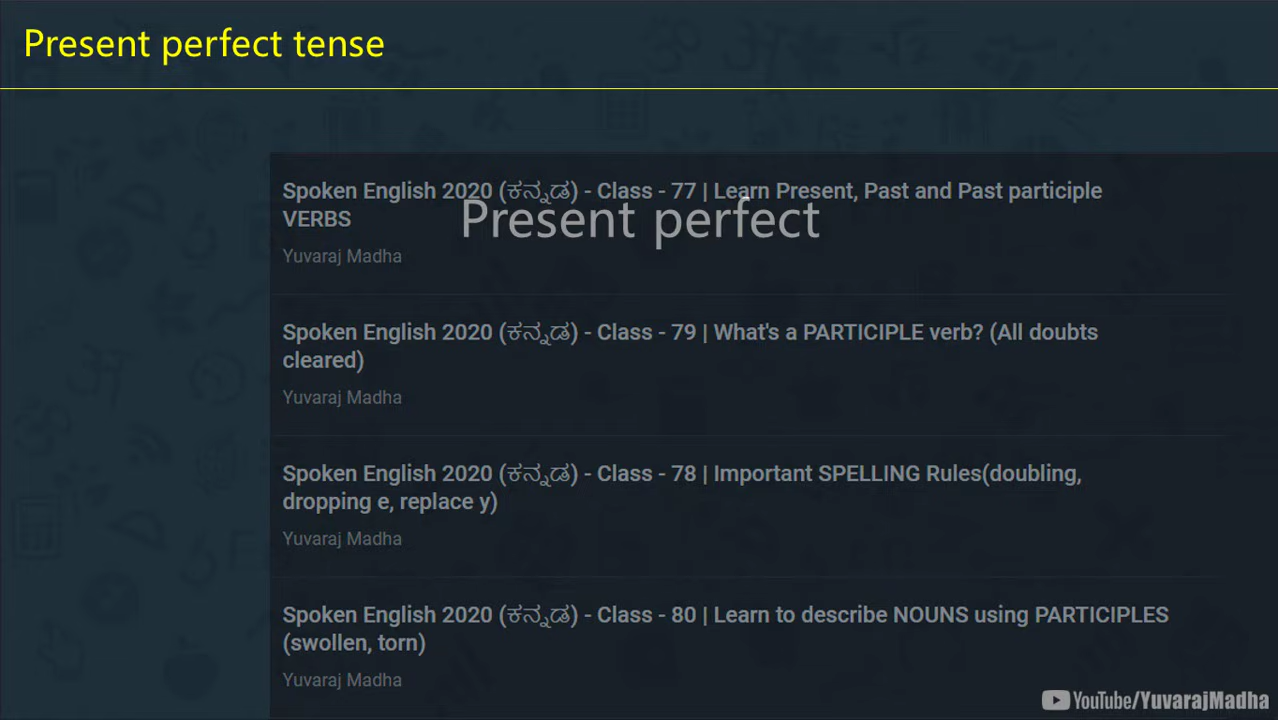 Present perfect tense
Spoken English 2020 (ಕನ್ನಡ) - Class - 77 | Learn Present, Past and Past participle
VERBS
Present perfect
Yuvaraj Madha
Spoken English 2020 (ಕನ್ನಡ) - Class - 79 | What's a PARTICIPLE verb? (All doubts
cleared)
Yuvaraj Madha
Spoken English 2020 (ಕನ್ನಡ) - Class - 78 | Important SPELLING Rules(doubling,
dropping e, replace y)
Yuvaraj Madha
Spoken English 2020 (ಕನ್ನಡ) - Class - 80 | Learn to describe NOUNS using PARTICIPLES
(swollen, torn)
Yuvaraj Madha
YouTube/YuvarajMadha